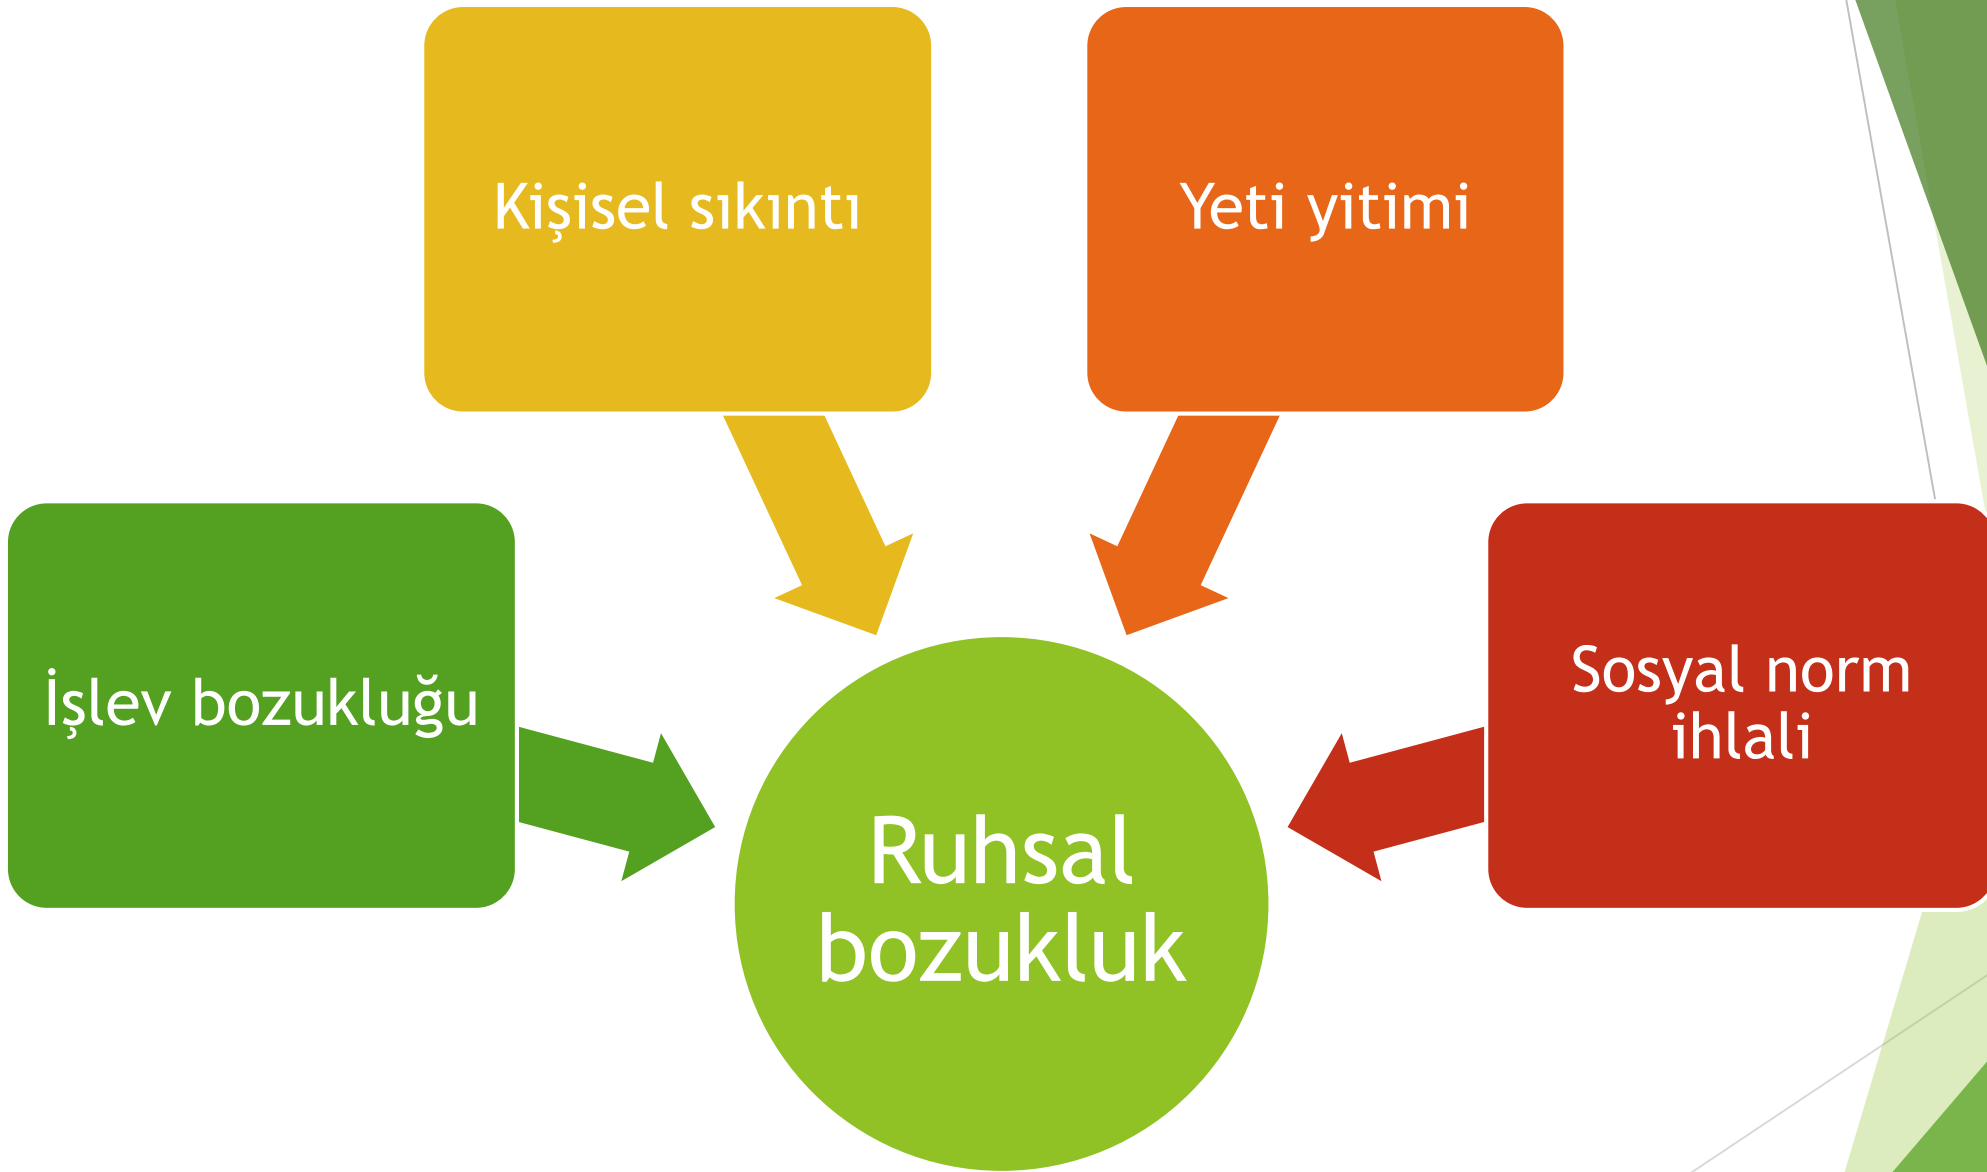 Kişisel sıkıntı
Yeti yitimi
İşlev bozukluğu
Sosyal norm
ihlali
Ruhsal
bozukluk